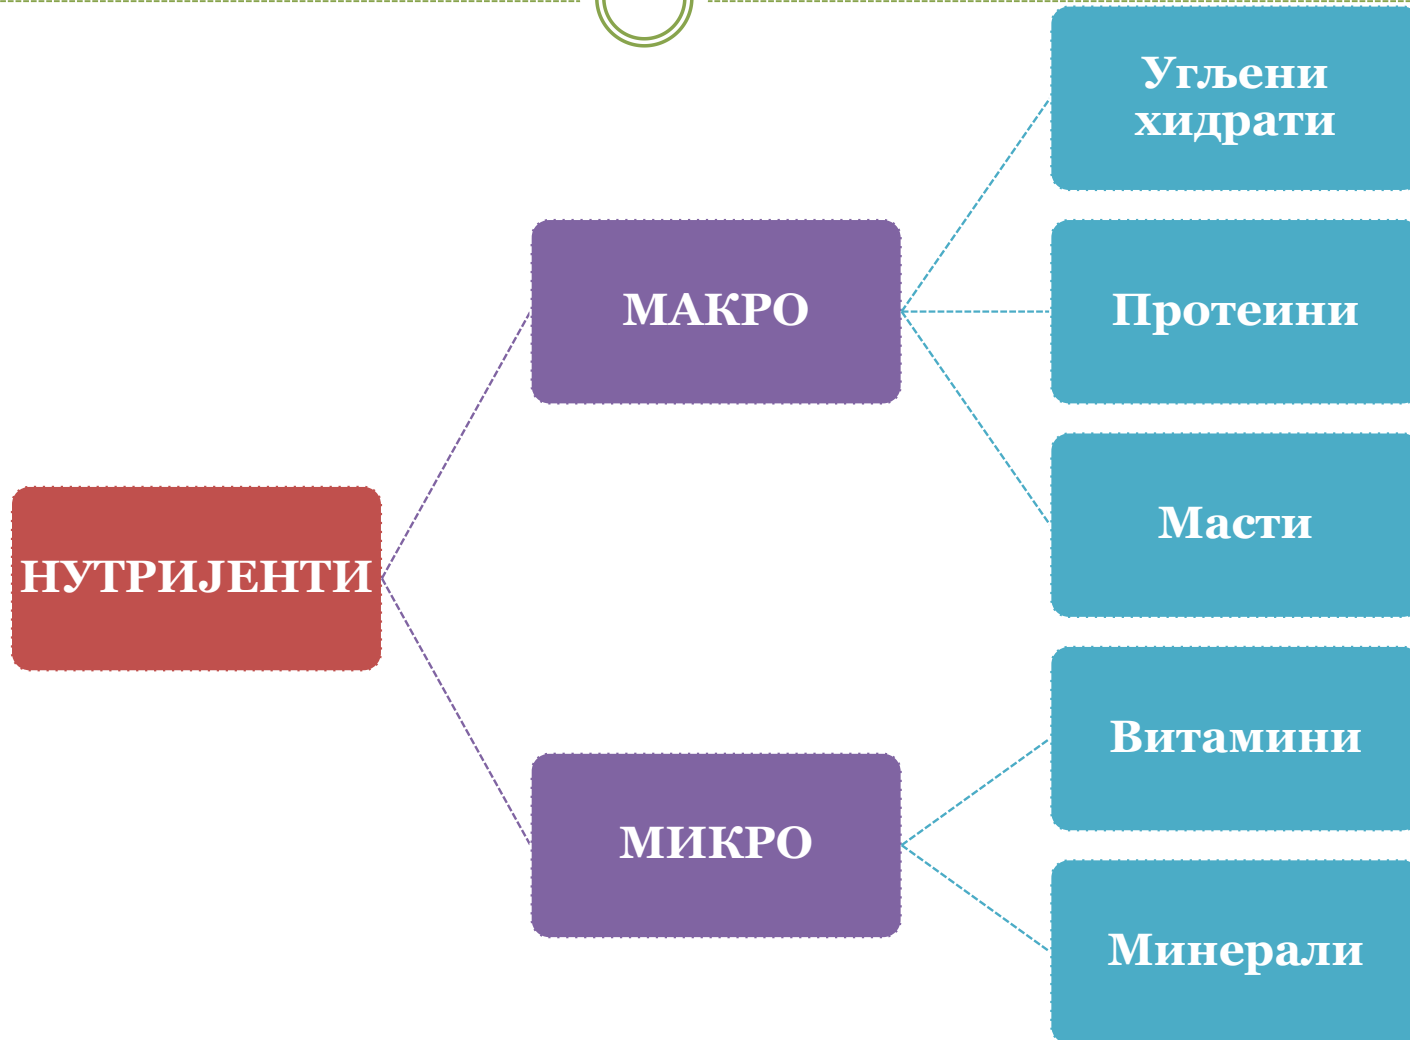 НУТРИЈЕНТИ
МАКРО
Угљени
хидрати
Протеини
Масти
МИКРО
Витамини
Минерали